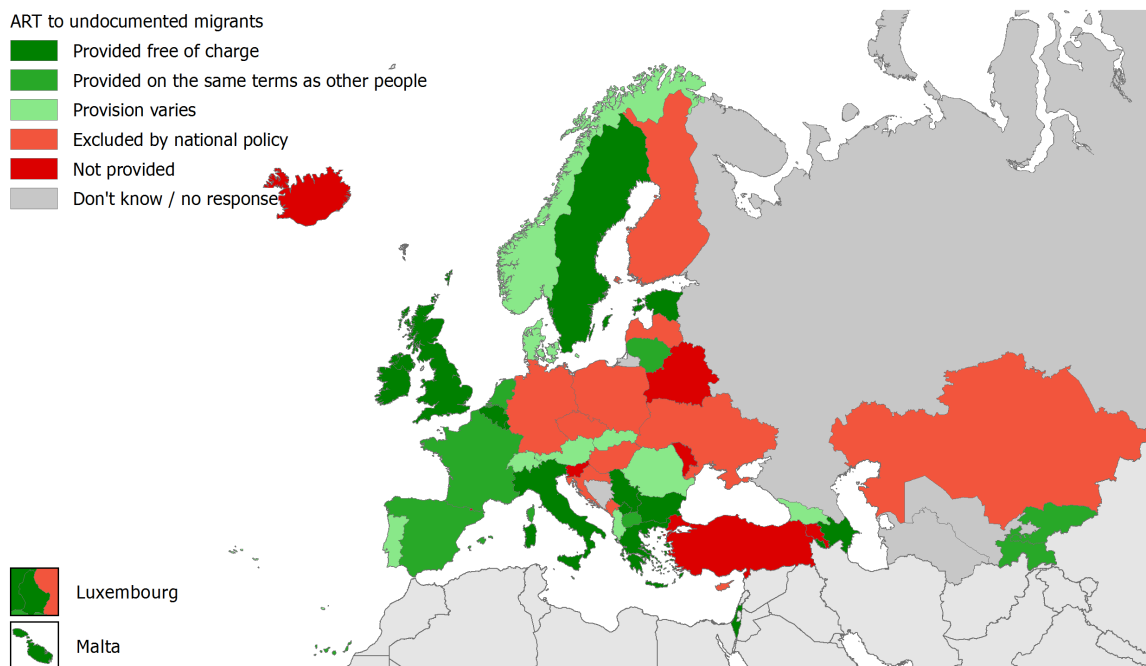 ART to undocumented migrants
Provided free of charge
Provided on the same terms as other people
Provision varies
Excluded by national policy
Not provided
Don't know / no response
Luxembourg
Malta